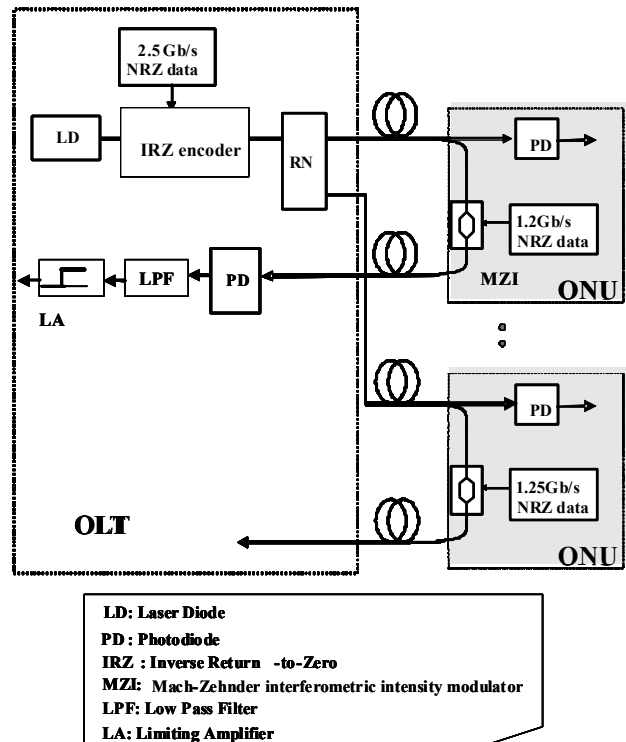 2.5Gb/s
NRZ data
LD
IRZ encoder
RN
PD
1.2Gb/s
NRZ data
MZI
ONU
LPF
PD
LA
PD
1.25Gb/s
NRZ data
OLT
ONU
LD: Laser Diode
PD: Photodiode
IRZ : Inverse Return -to-Zero
MZI: Mach-Zehnder interferometric intensity modulator
LPF: Low Pass Filter
LA: Limiting Amplifier